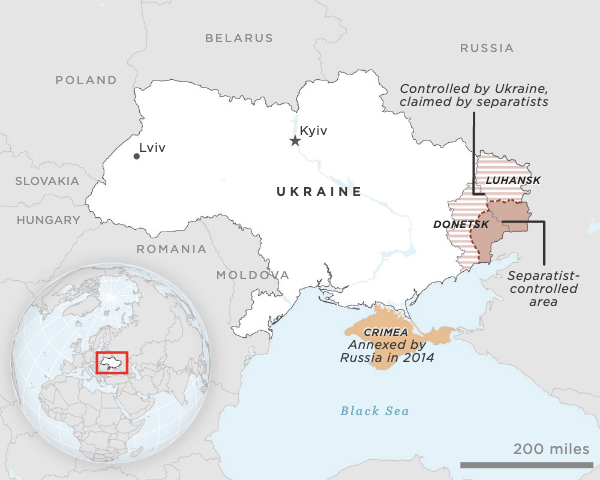 BELARUS
RUSSIA
POLAND
Controlled by Ukraine,
claimed by separatists
Kyiv
Lviv
SLOVAKIA
UKRAINE
LUHANSK
HUNGARY
DONETSK
ROMANIA
MOLDOVA
Separatist-
controlled
area
CRIMEA
Annexed by
Russia in 2014
Black Sea
200 miles